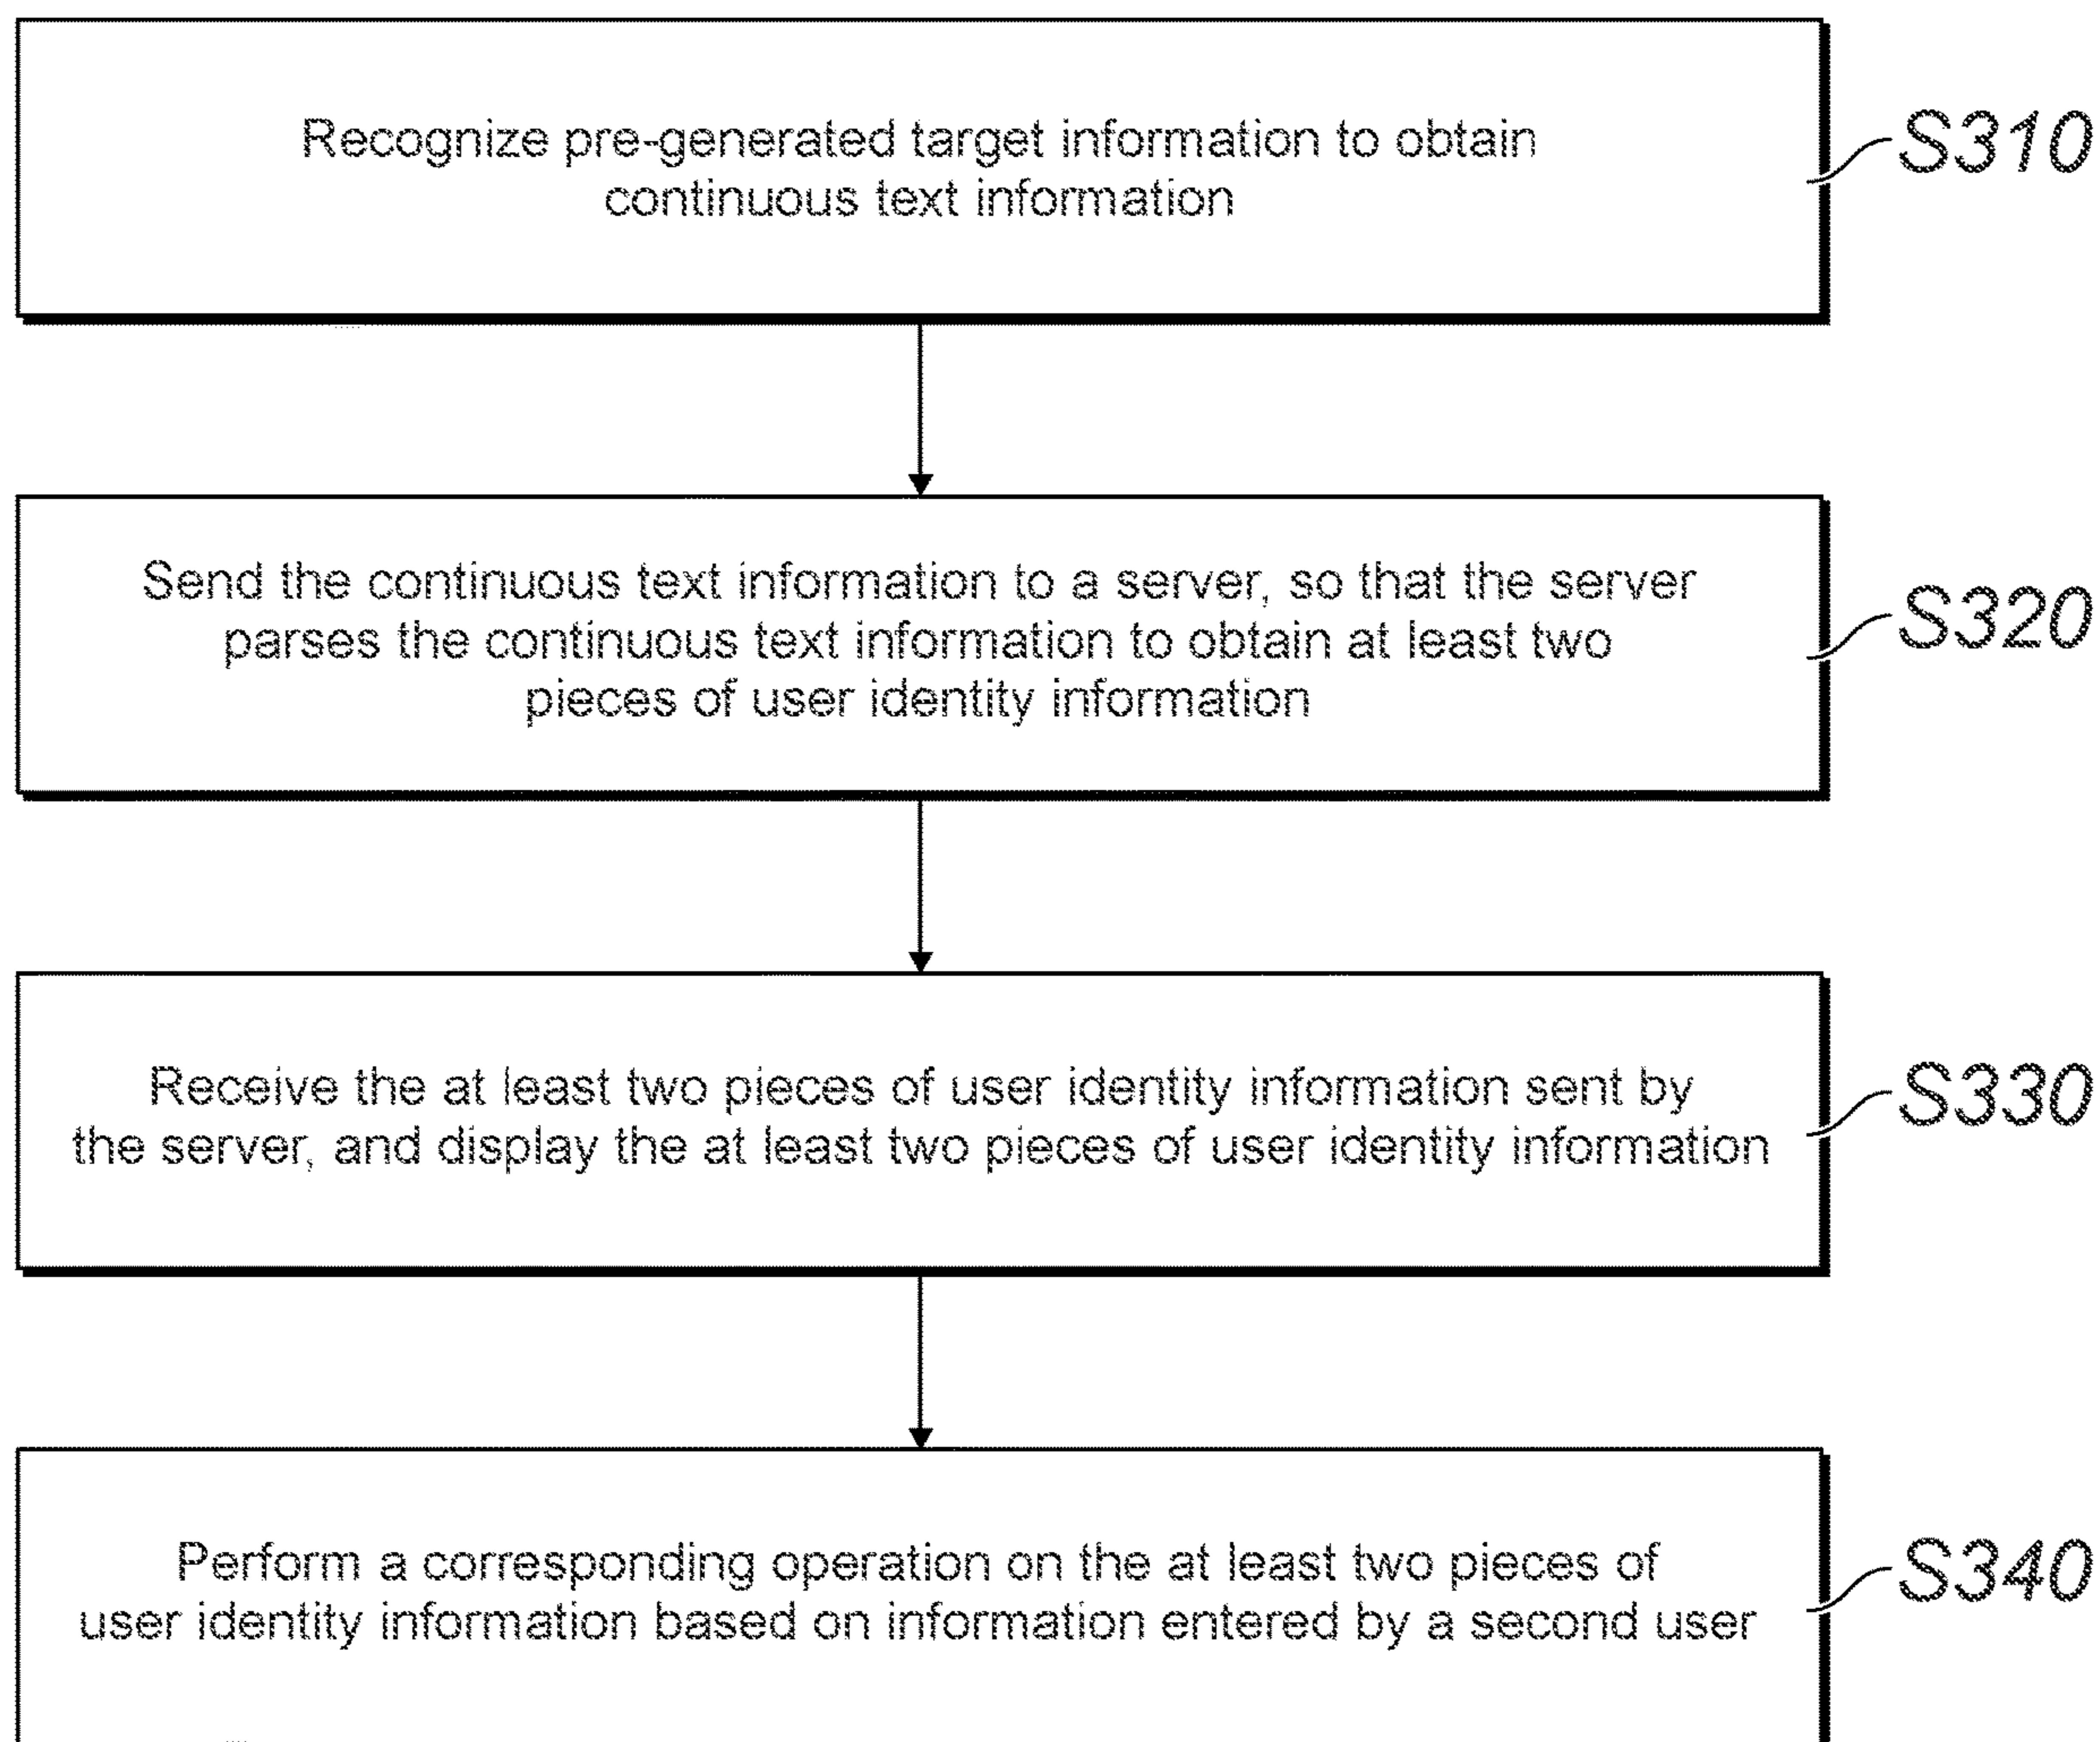 Recognize pre-generated target information to obtain
continuous text information
S310
Send the continuous text information to a server, so that the server
parses the continuous text information to obtain at least two
pieces of user identity information
S320
Receive the at least two pieces of user identity information sent by
the server, and display the at least two pieces of user identity information
S330
Perform a corresponding operation on the at least two pieces of
user identity information based on information entered by a second user
S340